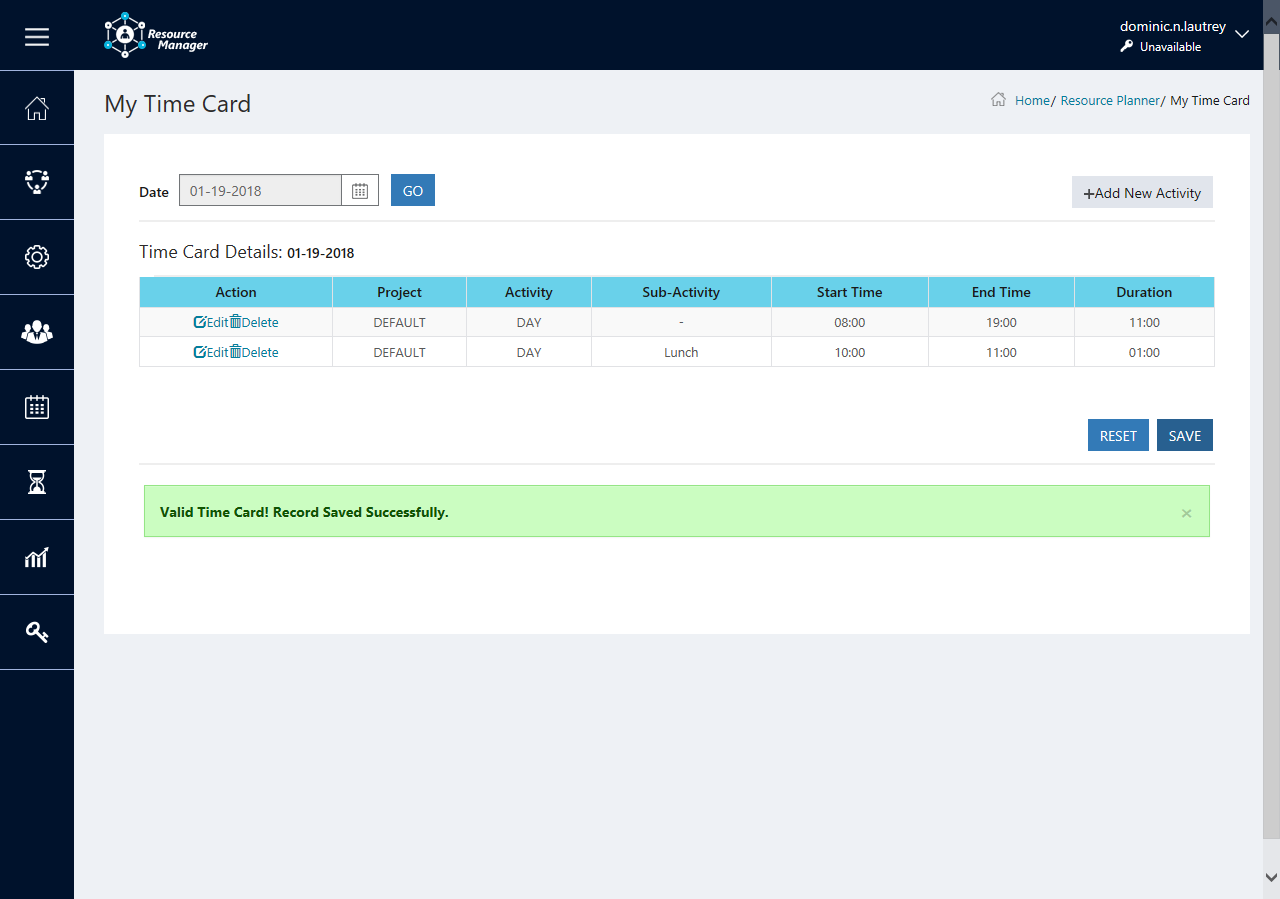 Resource
Manager
dominic.n.lautrey
Unavailable
My Time Card
Home/ Resource Planner/ My Time Card
Date 01-19-2018 GO +Add New Activity
Time Card Details: 01-19-2018
Action Project Activity Sub-Activity Start Time End Time Duration
Edit Delete DEFAULT DAY - 08:00 19:00 11:00
Edit Delete DEFAULT DAY Lunch 10:00 11:00 01:00
RESET SAVE
Valid Time Card! Record Saved Successfully. ×